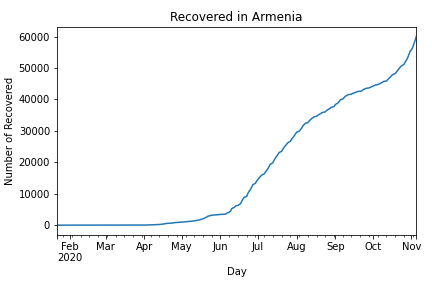 Recovered in Armenia
Number of Recovered
60000
50000
40000
30000
20000
10000
0
Feb Mar Apr May Jun Jul Aug Sep Oct Nov
2020
Day